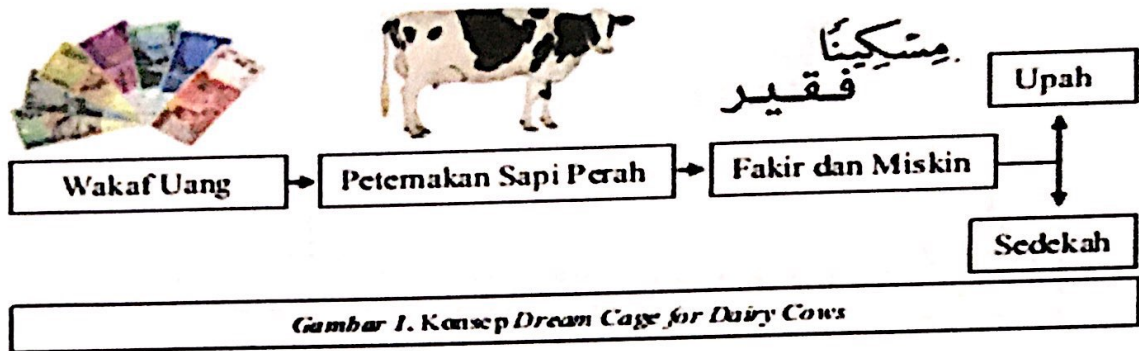 مِسْكِينًا
فقير
Upah
Wakaf Uang
Peternakan Sapi Perah
Fakir dan Miskin
Sedekah
Gambar 1. Konsep Dream Cage for Dairy Cows